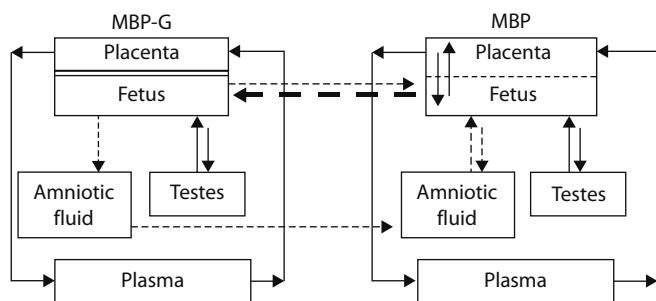 MBP-G
Placenta
Fetus
Amniotic
fluid
Testes
Plasma
MBP
Placenta
Fetus
Amniotic
fluid
Testes
Plasma